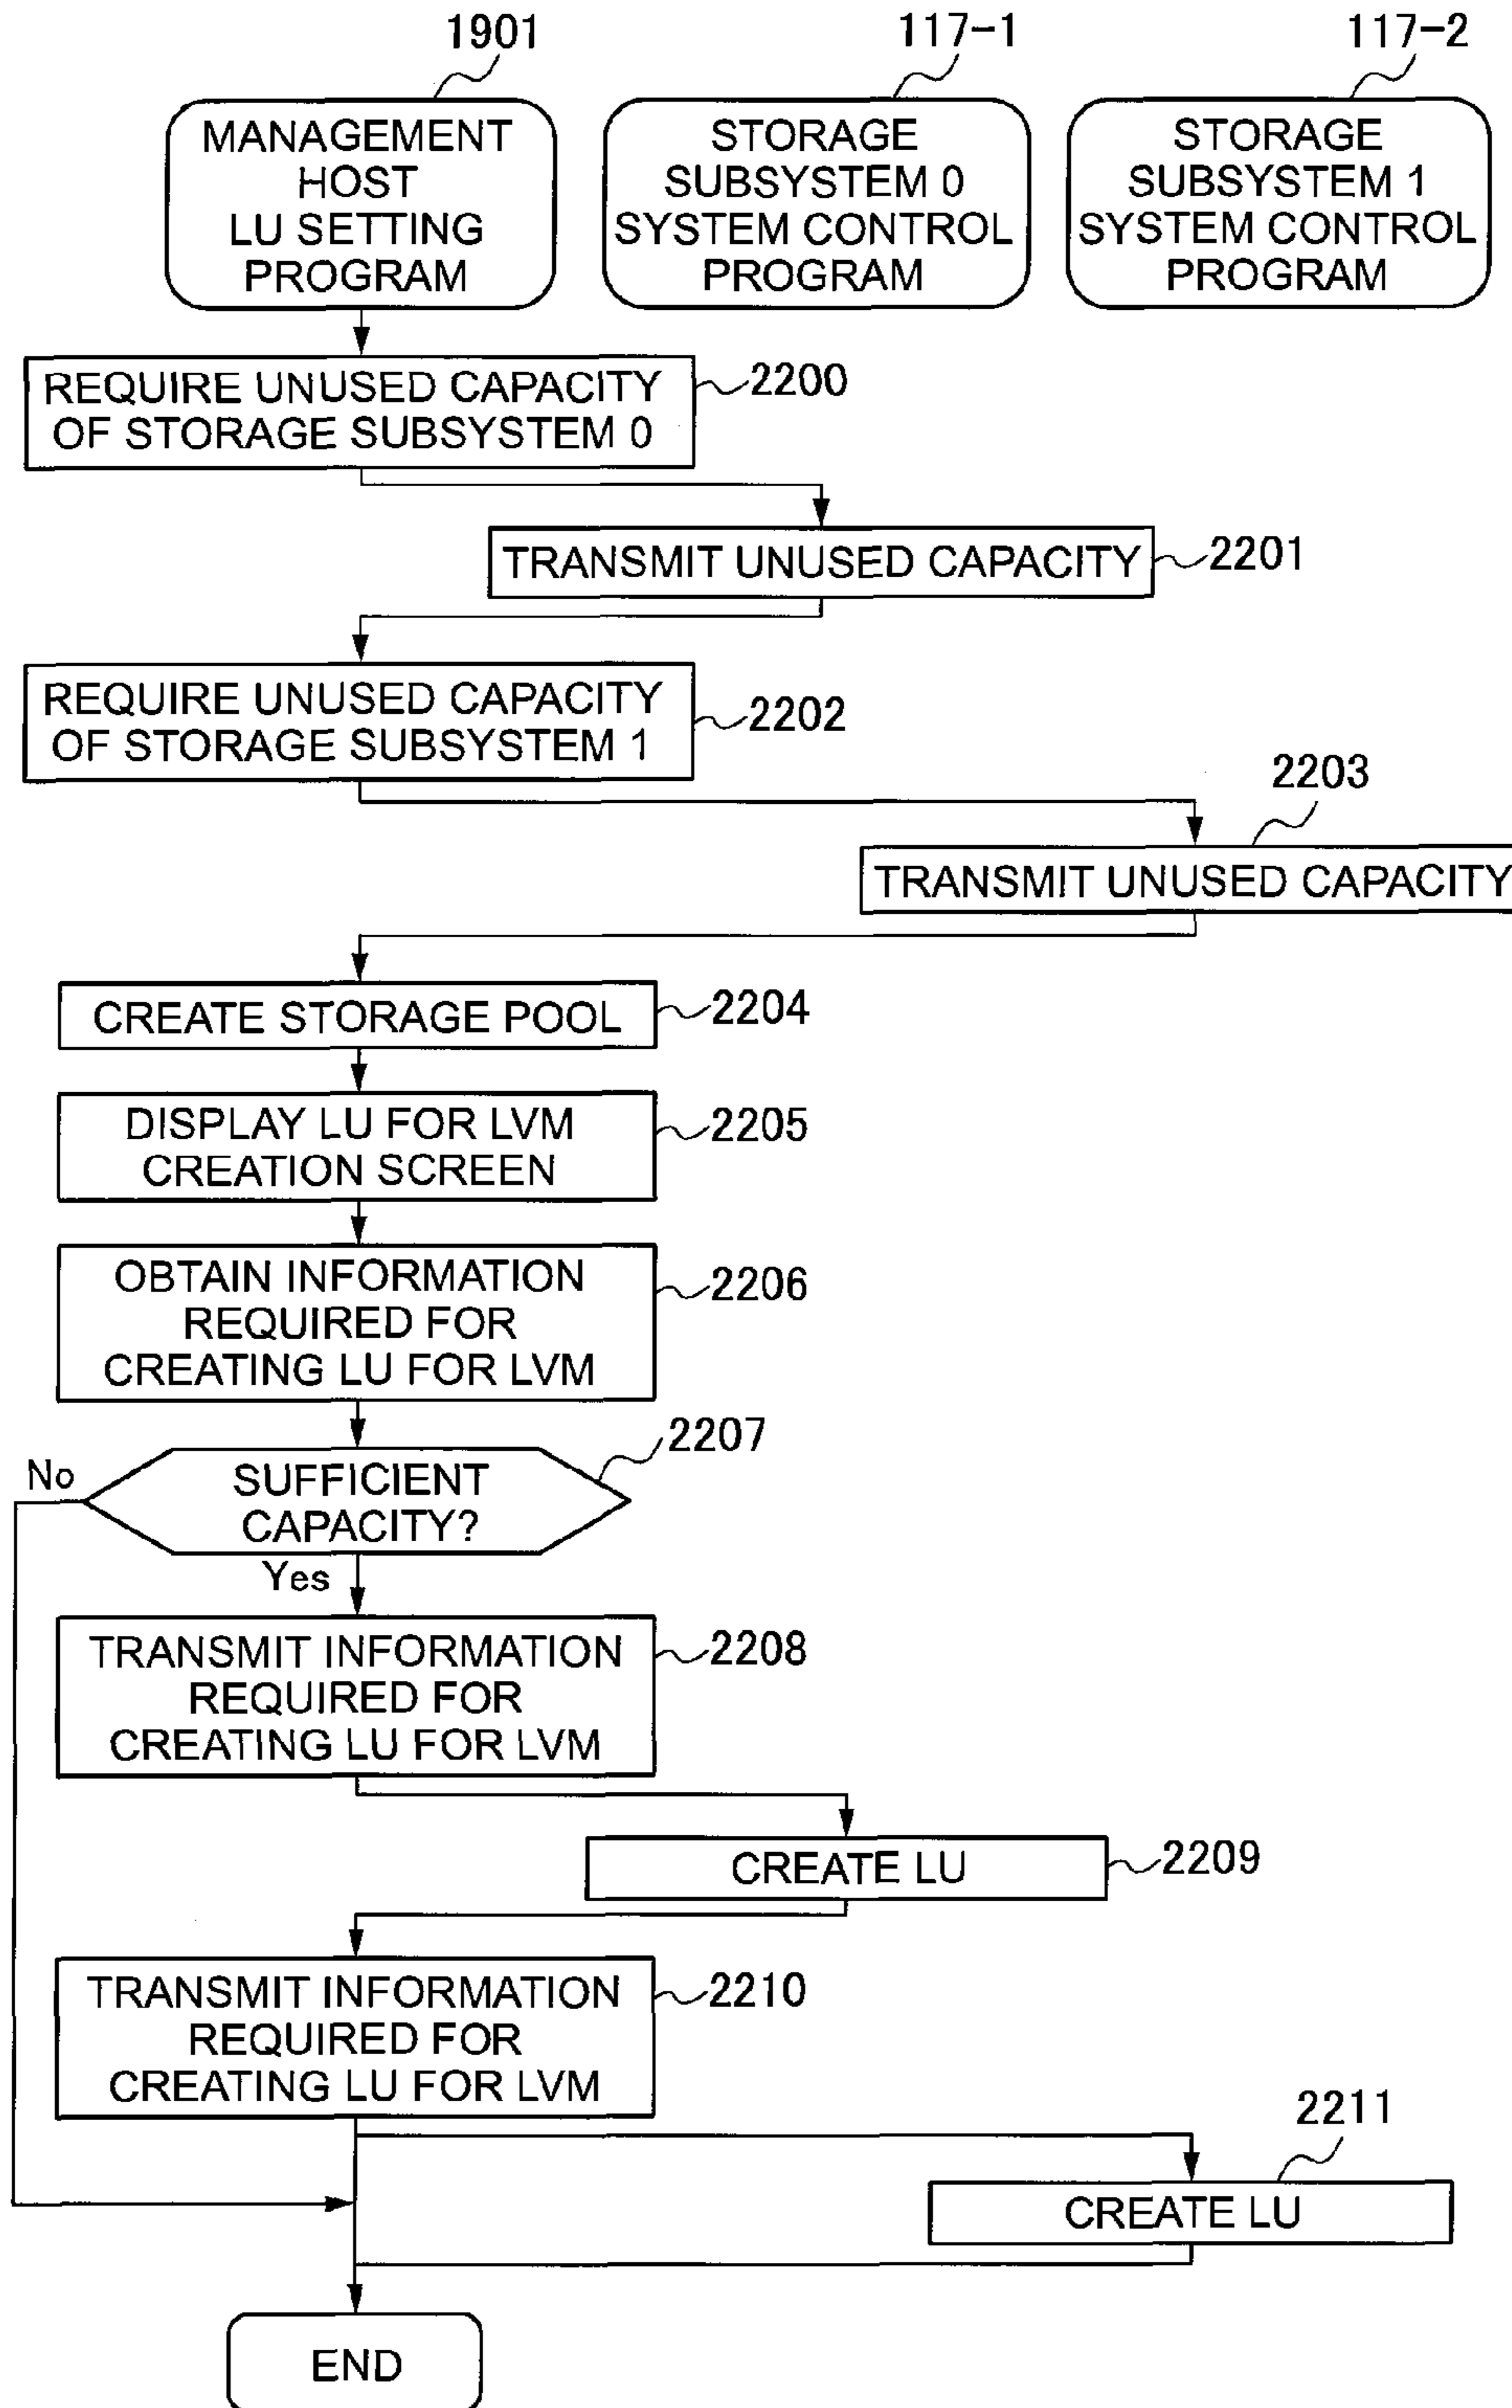 1901
117-1
117-2
MANAGEMENT
HOST
LU SETTING
PROGRAM
STORAGE
SUBSYSTEM 0
SYSTEM CONTROL
PROGRAM
STORAGE
SUBSYSTEM 1
SYSTEM CONTROL
PROGRAM
REQUIRE UNUSED CAPACITY
OF STORAGE SUBSYSTEM 0
2200
TRANSMIT UNUSED CAPACITY
2201
REQUIRE UNUSED CAPACITY
OF STORAGE SUBSYSTEM 1
2202
2203
TRANSMIT UNUSED CAPACITY
CREATE STORAGE POOL
2204
DISPLAY LU FOR LVM
CREATION SCREEN
2205
OBTAIN INFORMATION
REQUIRED FOR
CREATING LU FOR LVM
2206
2207
No
SUFFICIENT
CAPACITY?
Yes
TRANSMIT INFORMATION
REQUIRED FOR
CREATING LU FOR LVM
2208
CREATE LU
2209
TRANSMIT INFORMATION
REQUIRED FOR
CREATING LU FOR LVM
2210
2211
CREATE LU
END